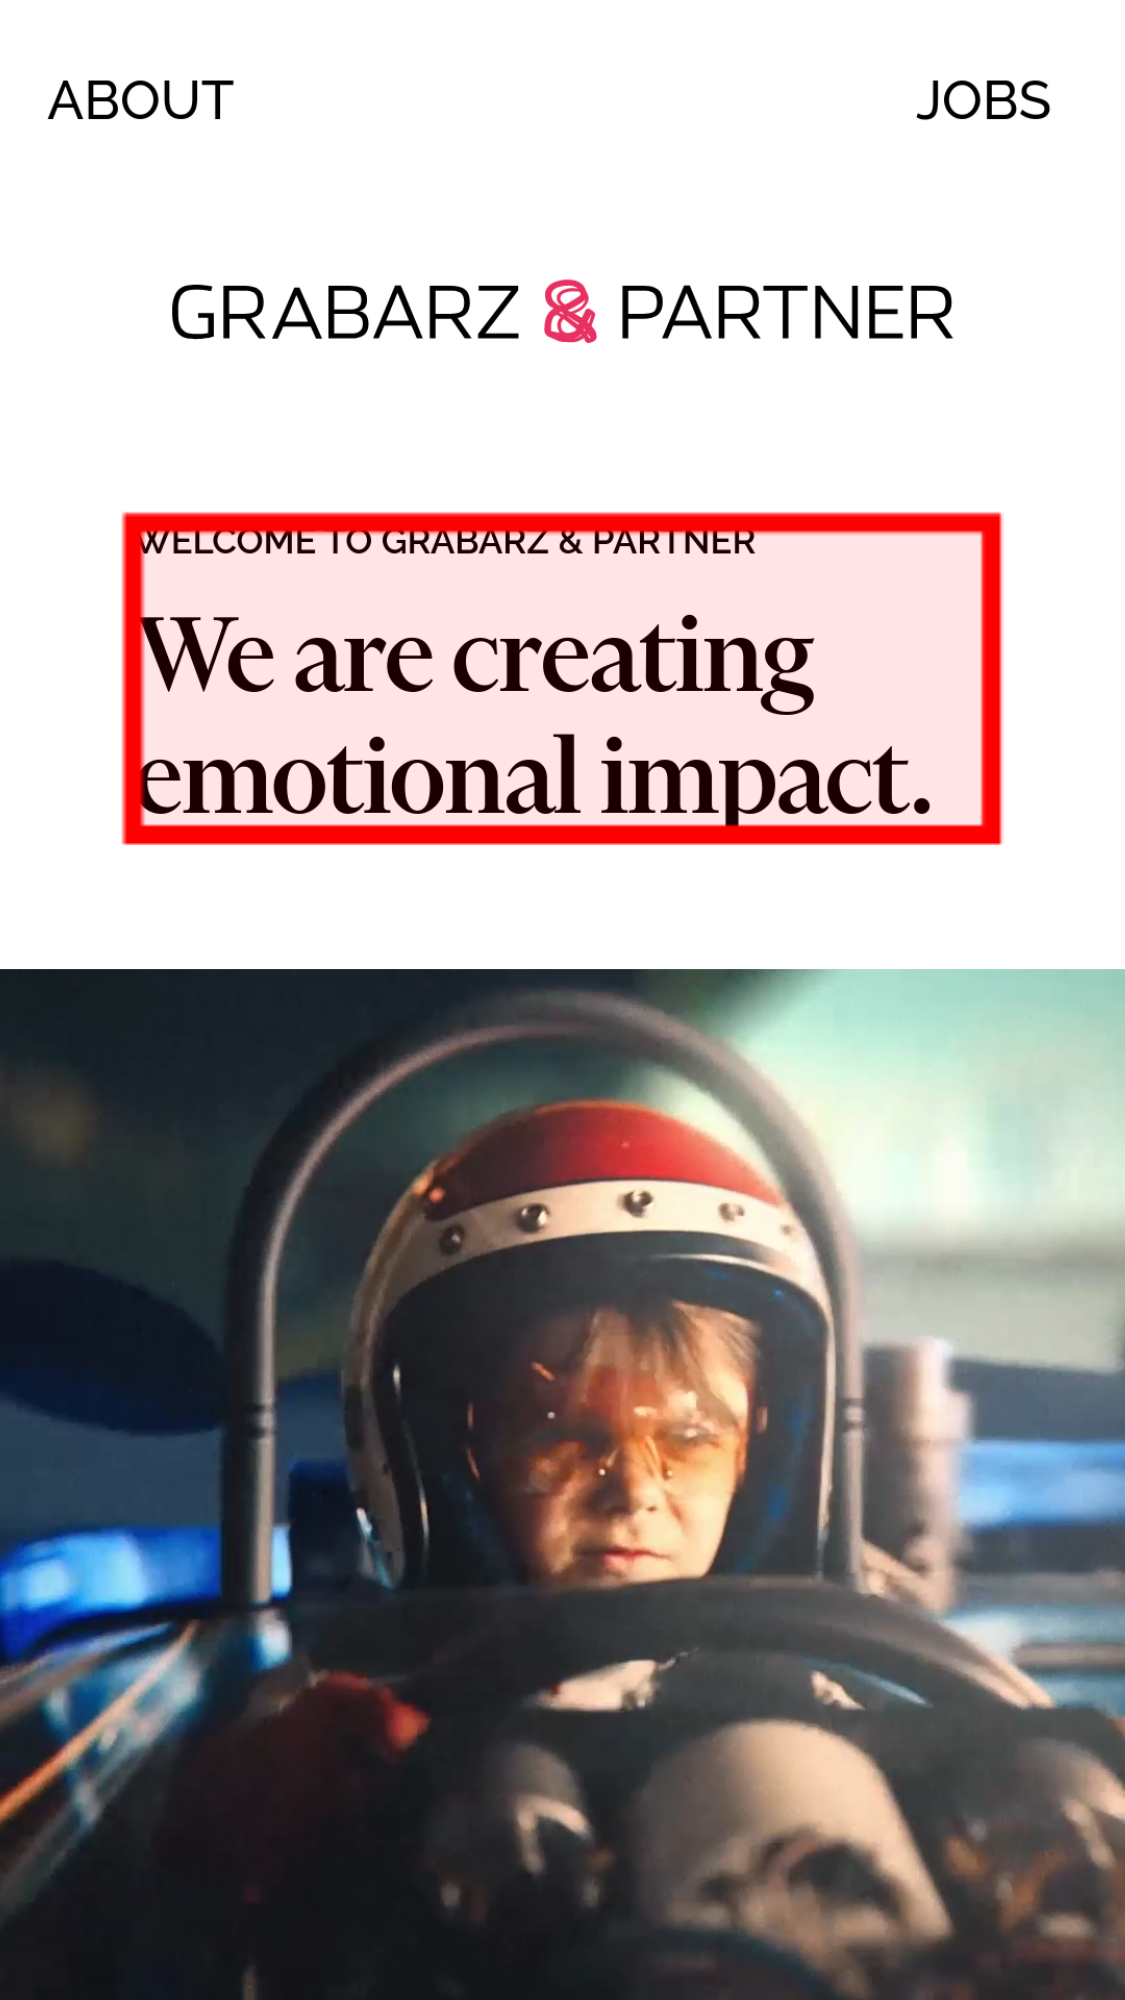 ABOUT
JOBS
GRABARZ & PARTNER
WELCOME TO GRABARZ & PARTNER
We are creating
emotional impact.